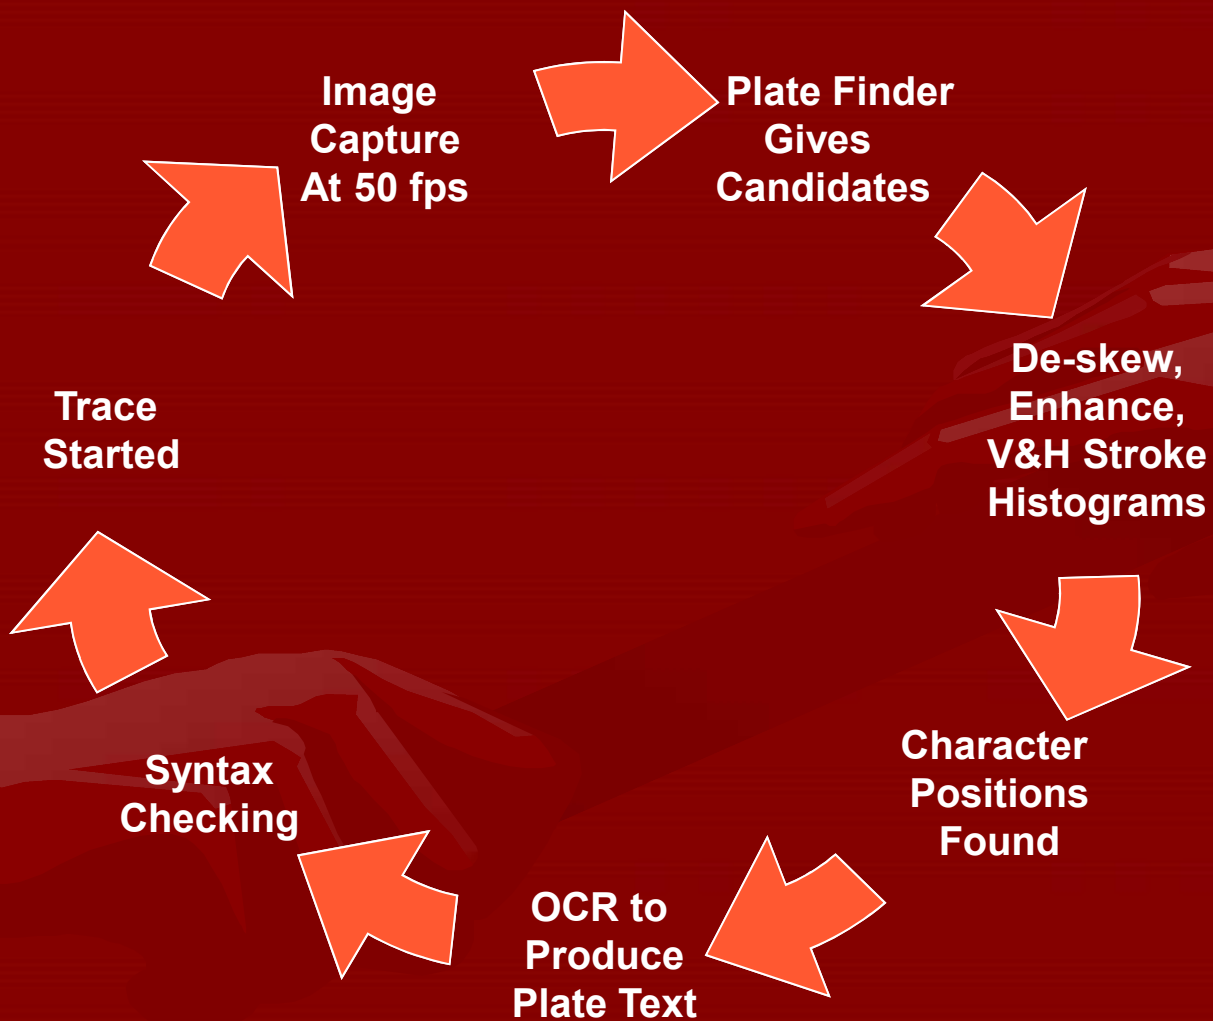 Image
Capture
At 50 fps
Plate Finder
Gives
Candidates
De-skew,
Enhance,
V&H Stroke
Histograms
Character
Positions
Found
OCR to
Produce
Plate Text
Syntax
Checking
Trace
Started